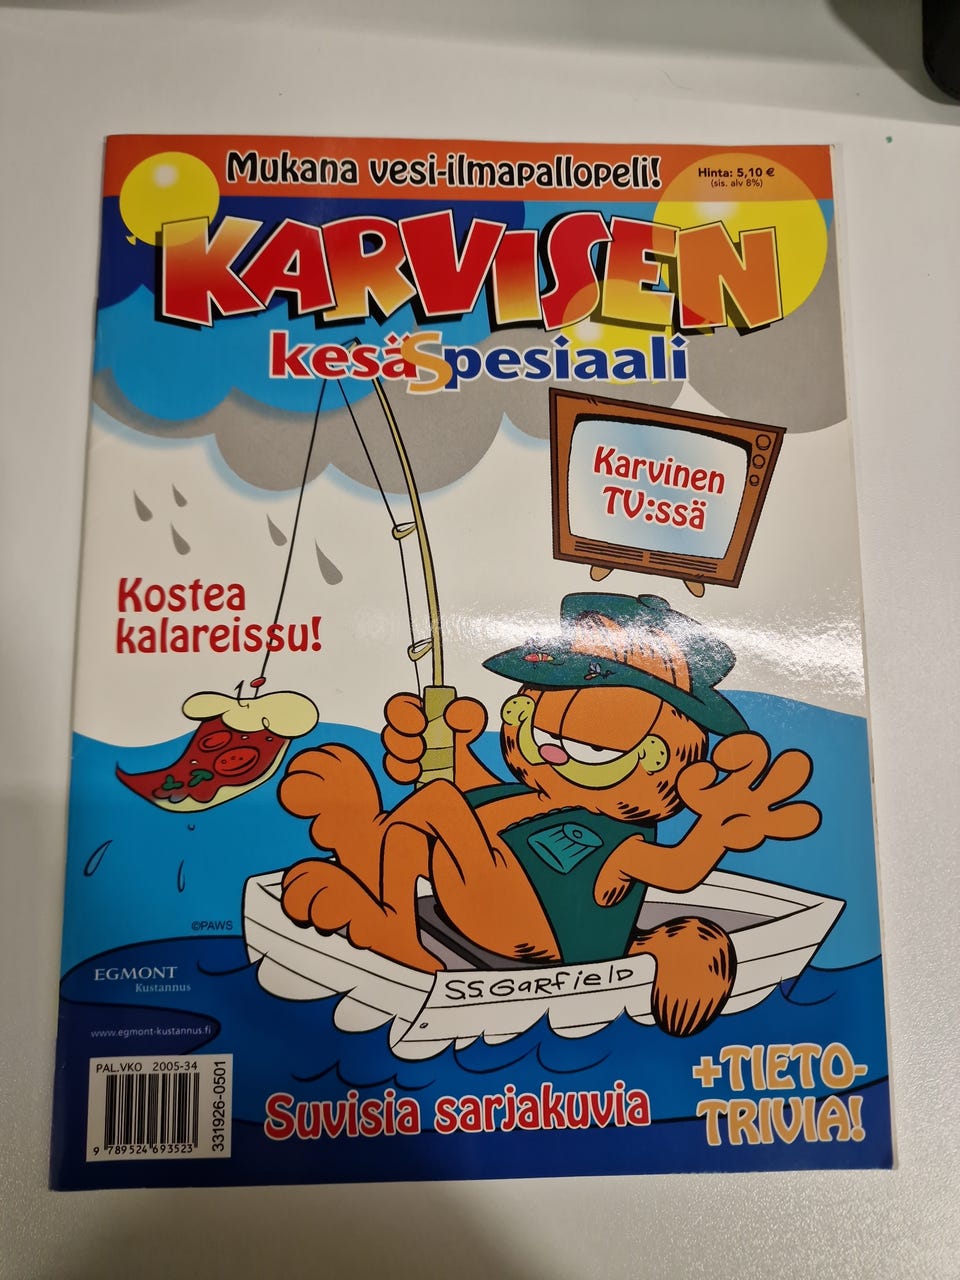 Mukana vesi-ilmapallopeli!
Hinta: 5,10 €
(sis. alv 8%)
KARVISEN
kesäSpesiaali
Karvinen
TV:ssä
Kostea
kalareissu!
©PAWS
S.S. GARFIELD
EGMONT
Kustannus
www.egmont-kustannus.fi
PAL.VKO 2005-34
331926-0501
9 789524 693523
Suvisia sarjakuvia
+TIETO-
TRIVIA!